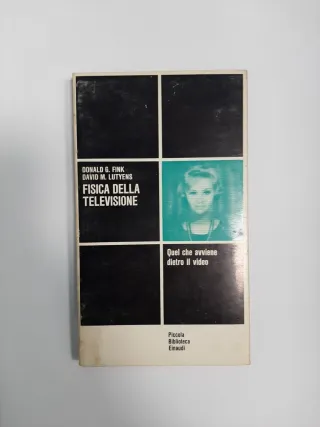 DONALD G. FINK
DAVID M. LUTYENS
FISICA DELLA
TELEVISIONE
Quel che avviene
dietro il video
Piccola
Biblioteca
Einaudi